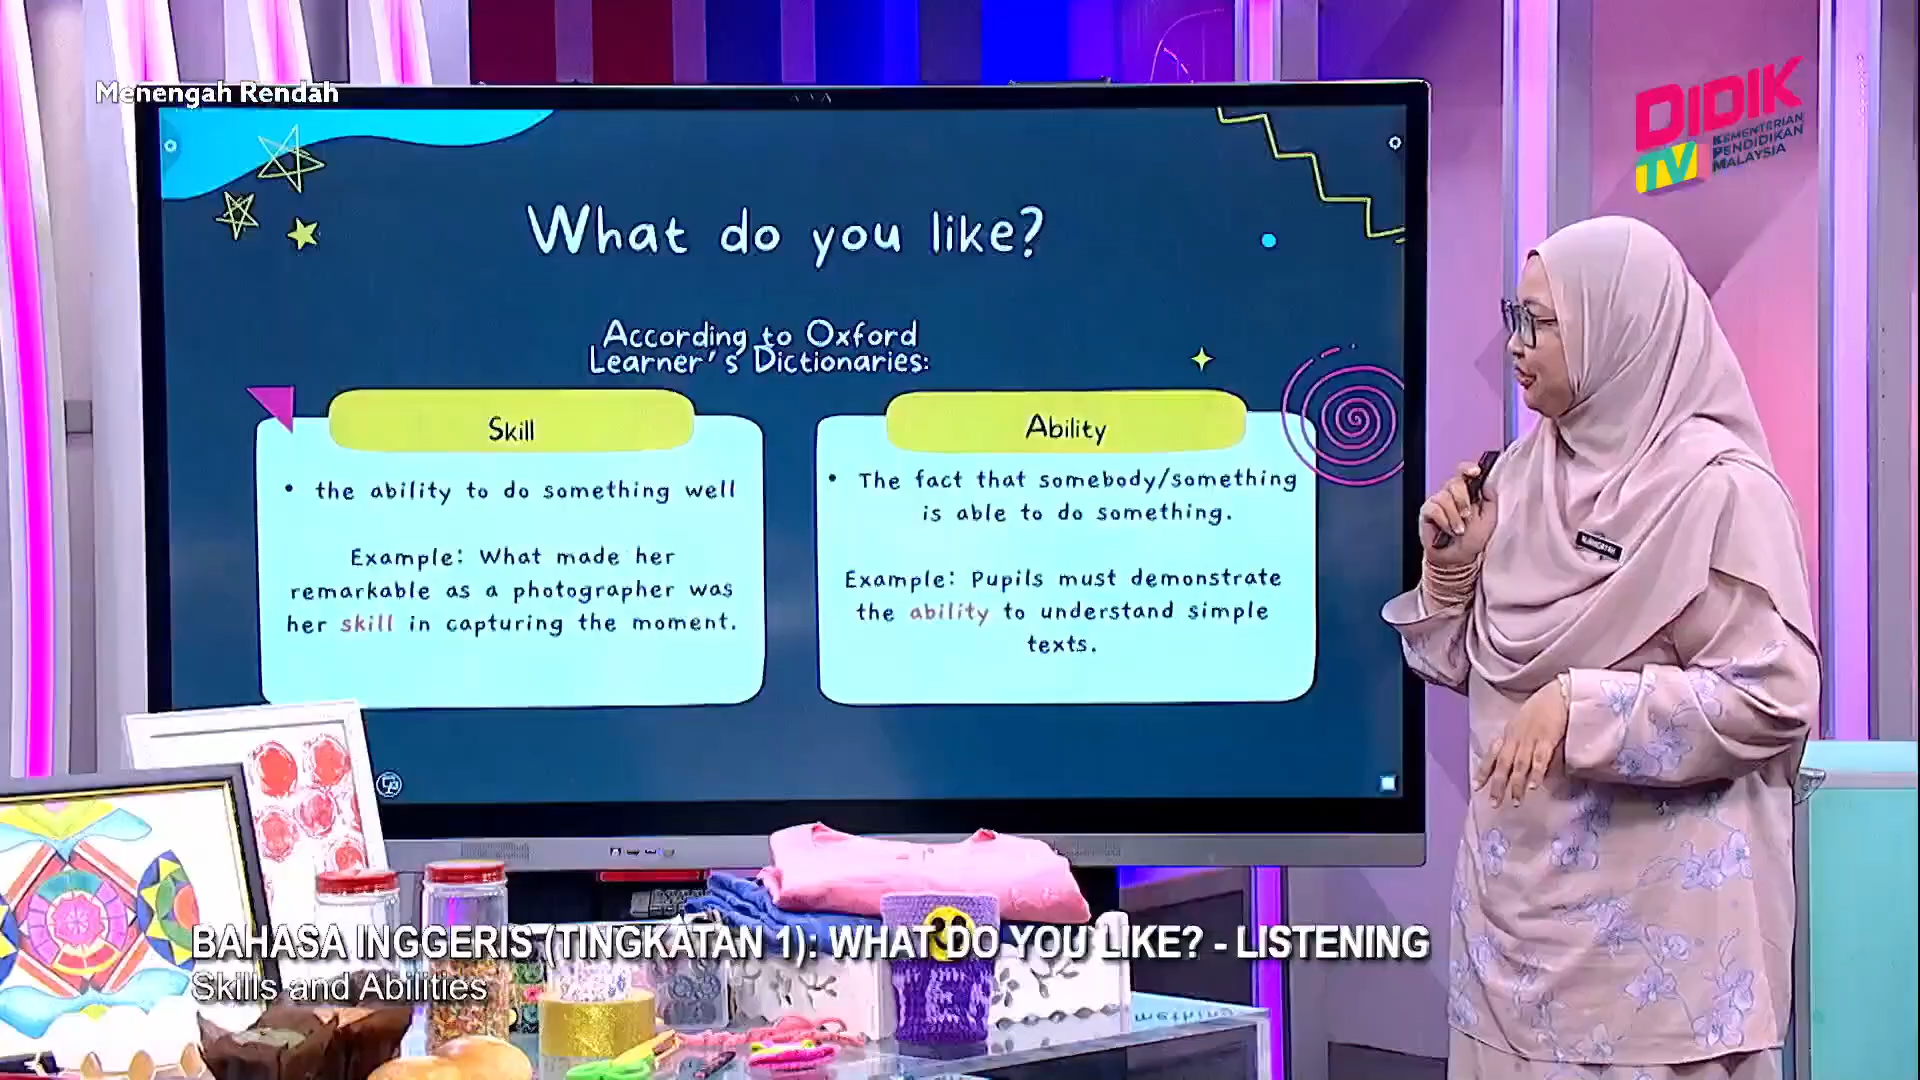 Menengah Rendah
DIDIK
TV
KEMENTERIAN
PENDIDIKAN
MALAYSIA
What do you like?
According to Oxford
Learner's Dictionaries:
Skill
• the ability to do something well
Example: What made her
remarkable as a photographer was
her skill in capturing the moment.
Ability
• The fact that somebody/something
is able to do something.
Example: Pupils must demonstrate
the ability to understand simple
texts.
BAHASA INGGERIS (TINGKATAN 1): WHAT DO YOU LIKE? - LISTENING
Skills and Abilities